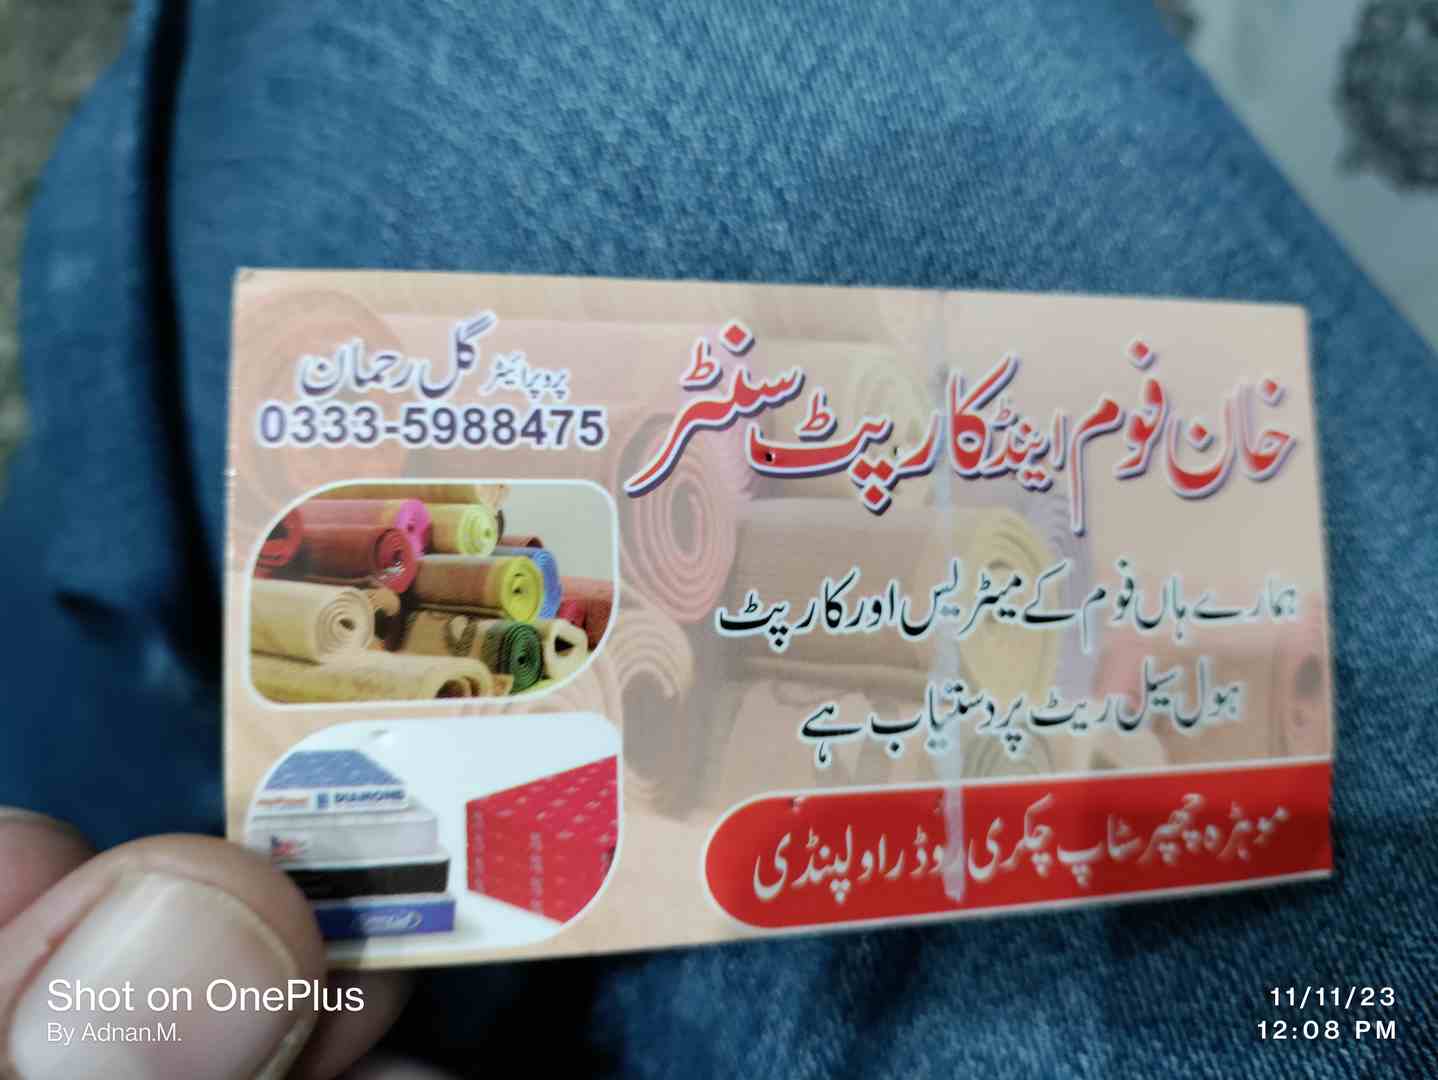 خان فوم اینڈ کارپٹ سنٹر
پروپرائیٹر گل رحمان
0333-5988475
ہمارے ہاں فوم کے میٹریس اور کارپٹ
ہول سیل ریٹ پر دستیاب ہے
DIAMOND
موہڑہ چھپر سٹاپ چکری روڈ راولپنڈی
Shot on OnePlus
By Adnan.M.
11/11/23
12:08 PM